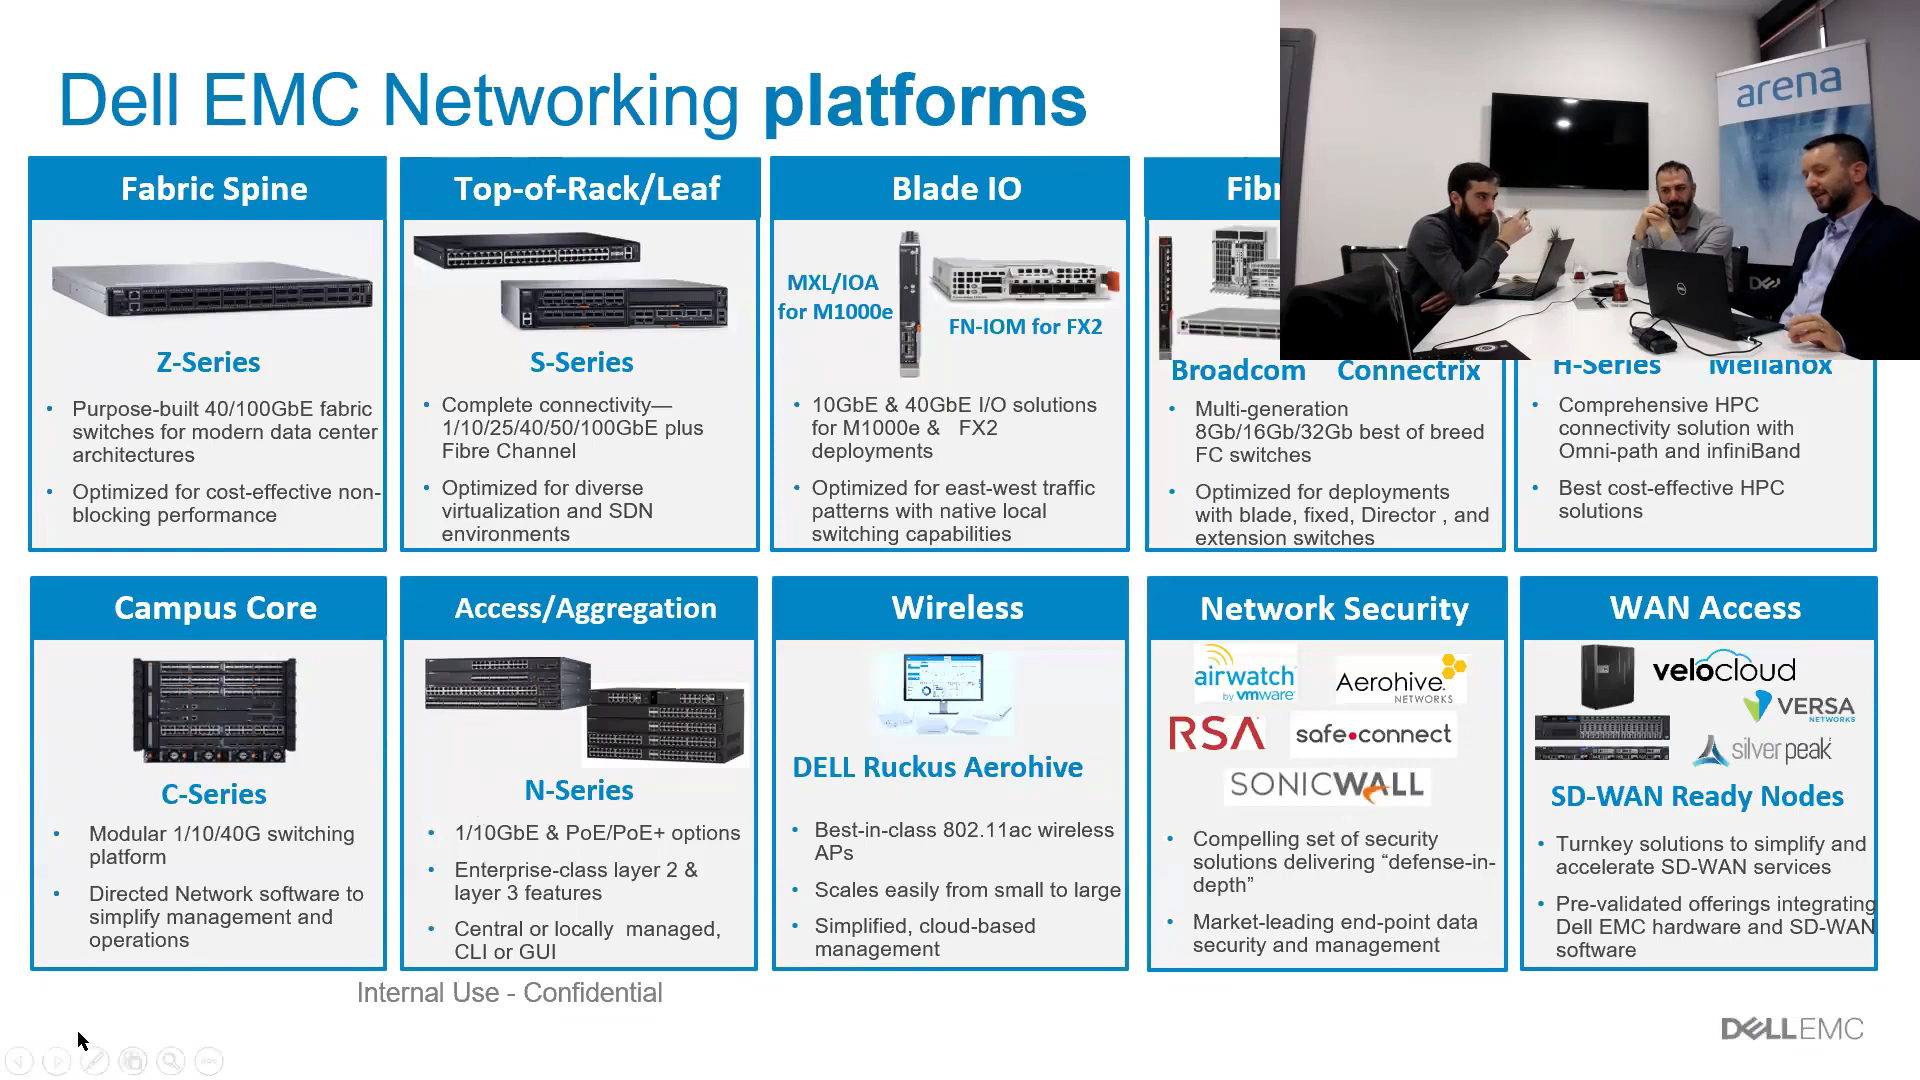 Dell EMC Networking platforms
arena
Fabric Spine
Z-Series
• Purpose-built 40/100GbE fabric
switches for modern data center
architectures
• Optimized for cost-effective non-
blocking performance
Top-of-Rack/Leaf
S-Series
• Complete connectivity—
1/10/25/40/50/100GbE plus
Fibre Channel
• Optimized for diverse
virtualization and SDN
environments
Blade IO
MXL/IOA
for M1000e
FN-IOM for FX2
• 10GbE & 40GbE I/O solutions
for M1000e & FX2
deployments
• Optimized for east-west traffic
patterns with native local
switching capabilities
Broadcom Connectrix
• Multi-generation
8Gb/16Gb/32Gb best of breed
FC switches
• Optimized for deployments
with blade, fixed, Director , and
extension switches
H-Series Mellanox
• Comprehensive HPC
connectivity solution with
Omni-path and infiniBand
• Best cost-effective HPC
solutions
Campus Core
C-Series
• Modular 1/10/40G switching
platform
• Directed Network software to
simplify management and
operations
Access/Aggregation
N-Series
• 1/10GbE & PoE/PoE+ options
• Enterprise-class layer 2 &
layer 3 features
• Central or locally managed,
CLI or GUI
Wireless
DELL Ruckus Aerohive
• Best-in-class 802.11ac wireless
APs
• Scales easily from small to large
• Simplified, cloud-based
management
Network Security
airwatch
by vmware
Aerohive
NETWORKS
RSA
safe•connect
SONICWALL
• Compelling set of security
solutions delivering “defense-in-
depth”
• Market-leading end-point data
security and management
WAN Access
velocloud
VERSA
NETWORKS
silver peak
SD-WAN Ready Nodes
• Turnkey solutions to simplify and
accelerate SD-WAN services
• Pre-validated offerings integrating
Dell EMC hardware and SD-WAN
software
Internal Use - Confidential
DELLEMC